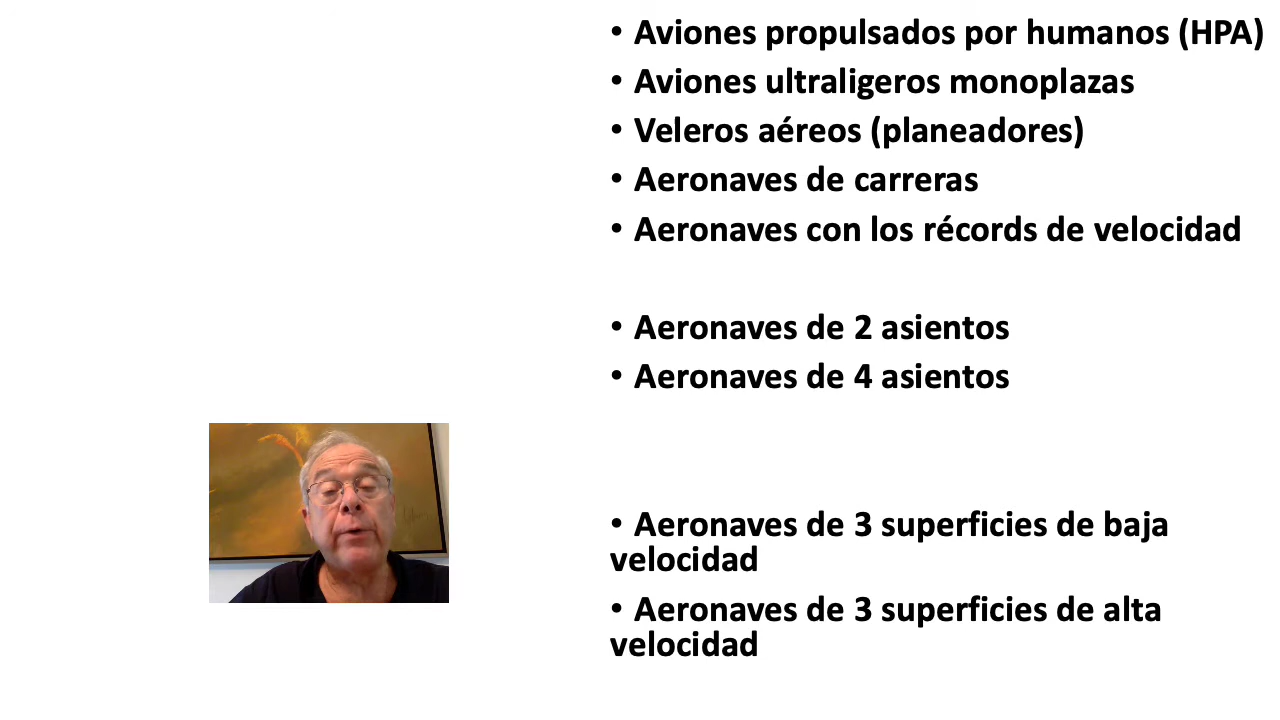 • Aviones propulsados por humanos (HPA)
• Aviones ultraligeros monoplazas
• Veleros aéreos (planeadores)
• Aeronaves de carreras
• Aeronaves con los récords de velocidad
• Aeronaves de 2 asientos
• Aeronaves de 4 asientos
• Aeronaves de 3 superficies de baja
velocidad
• Aeronaves de 3 superficies de alta
velocidad